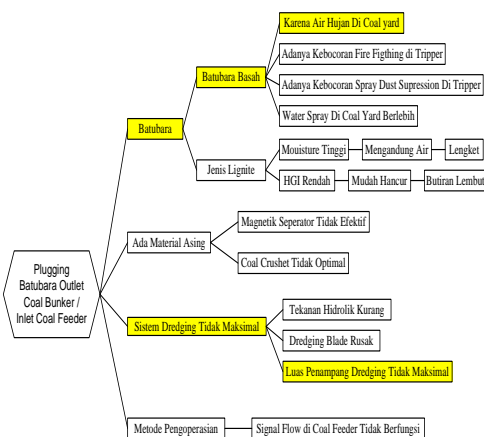 Karena Air Hujan Di Coal yard
Adanya Kebocoran Fire Figthing di Tripper
Batubara Basah
Adanya Kebocoran Spray Dust Supression Di Tripper
Water Spray Di Coal Yard Berlebih
Batubara
Mouisture Tinggi
Mengandung Air
Lengket
Jenis Lignite
HGI Rendah
Mudah Hancur
Butiran Lembut
Magnetik Seperator Tidak Efektif
Ada Material Asing
Coal Crushet Tidak Optimal
Plugging
Batubara Outlet
Coal Bunker /
Inlet Coal Feeder
Tekanan Hidrolik Kurang
Sistem Dredging Tidak Maksimal
Dredging Blade Rusak
Luas Penampang Dredging Tidak Maksimal
Metode Pengoperasian
Signal Flow di Coal Feeder Tidak Berfungsi